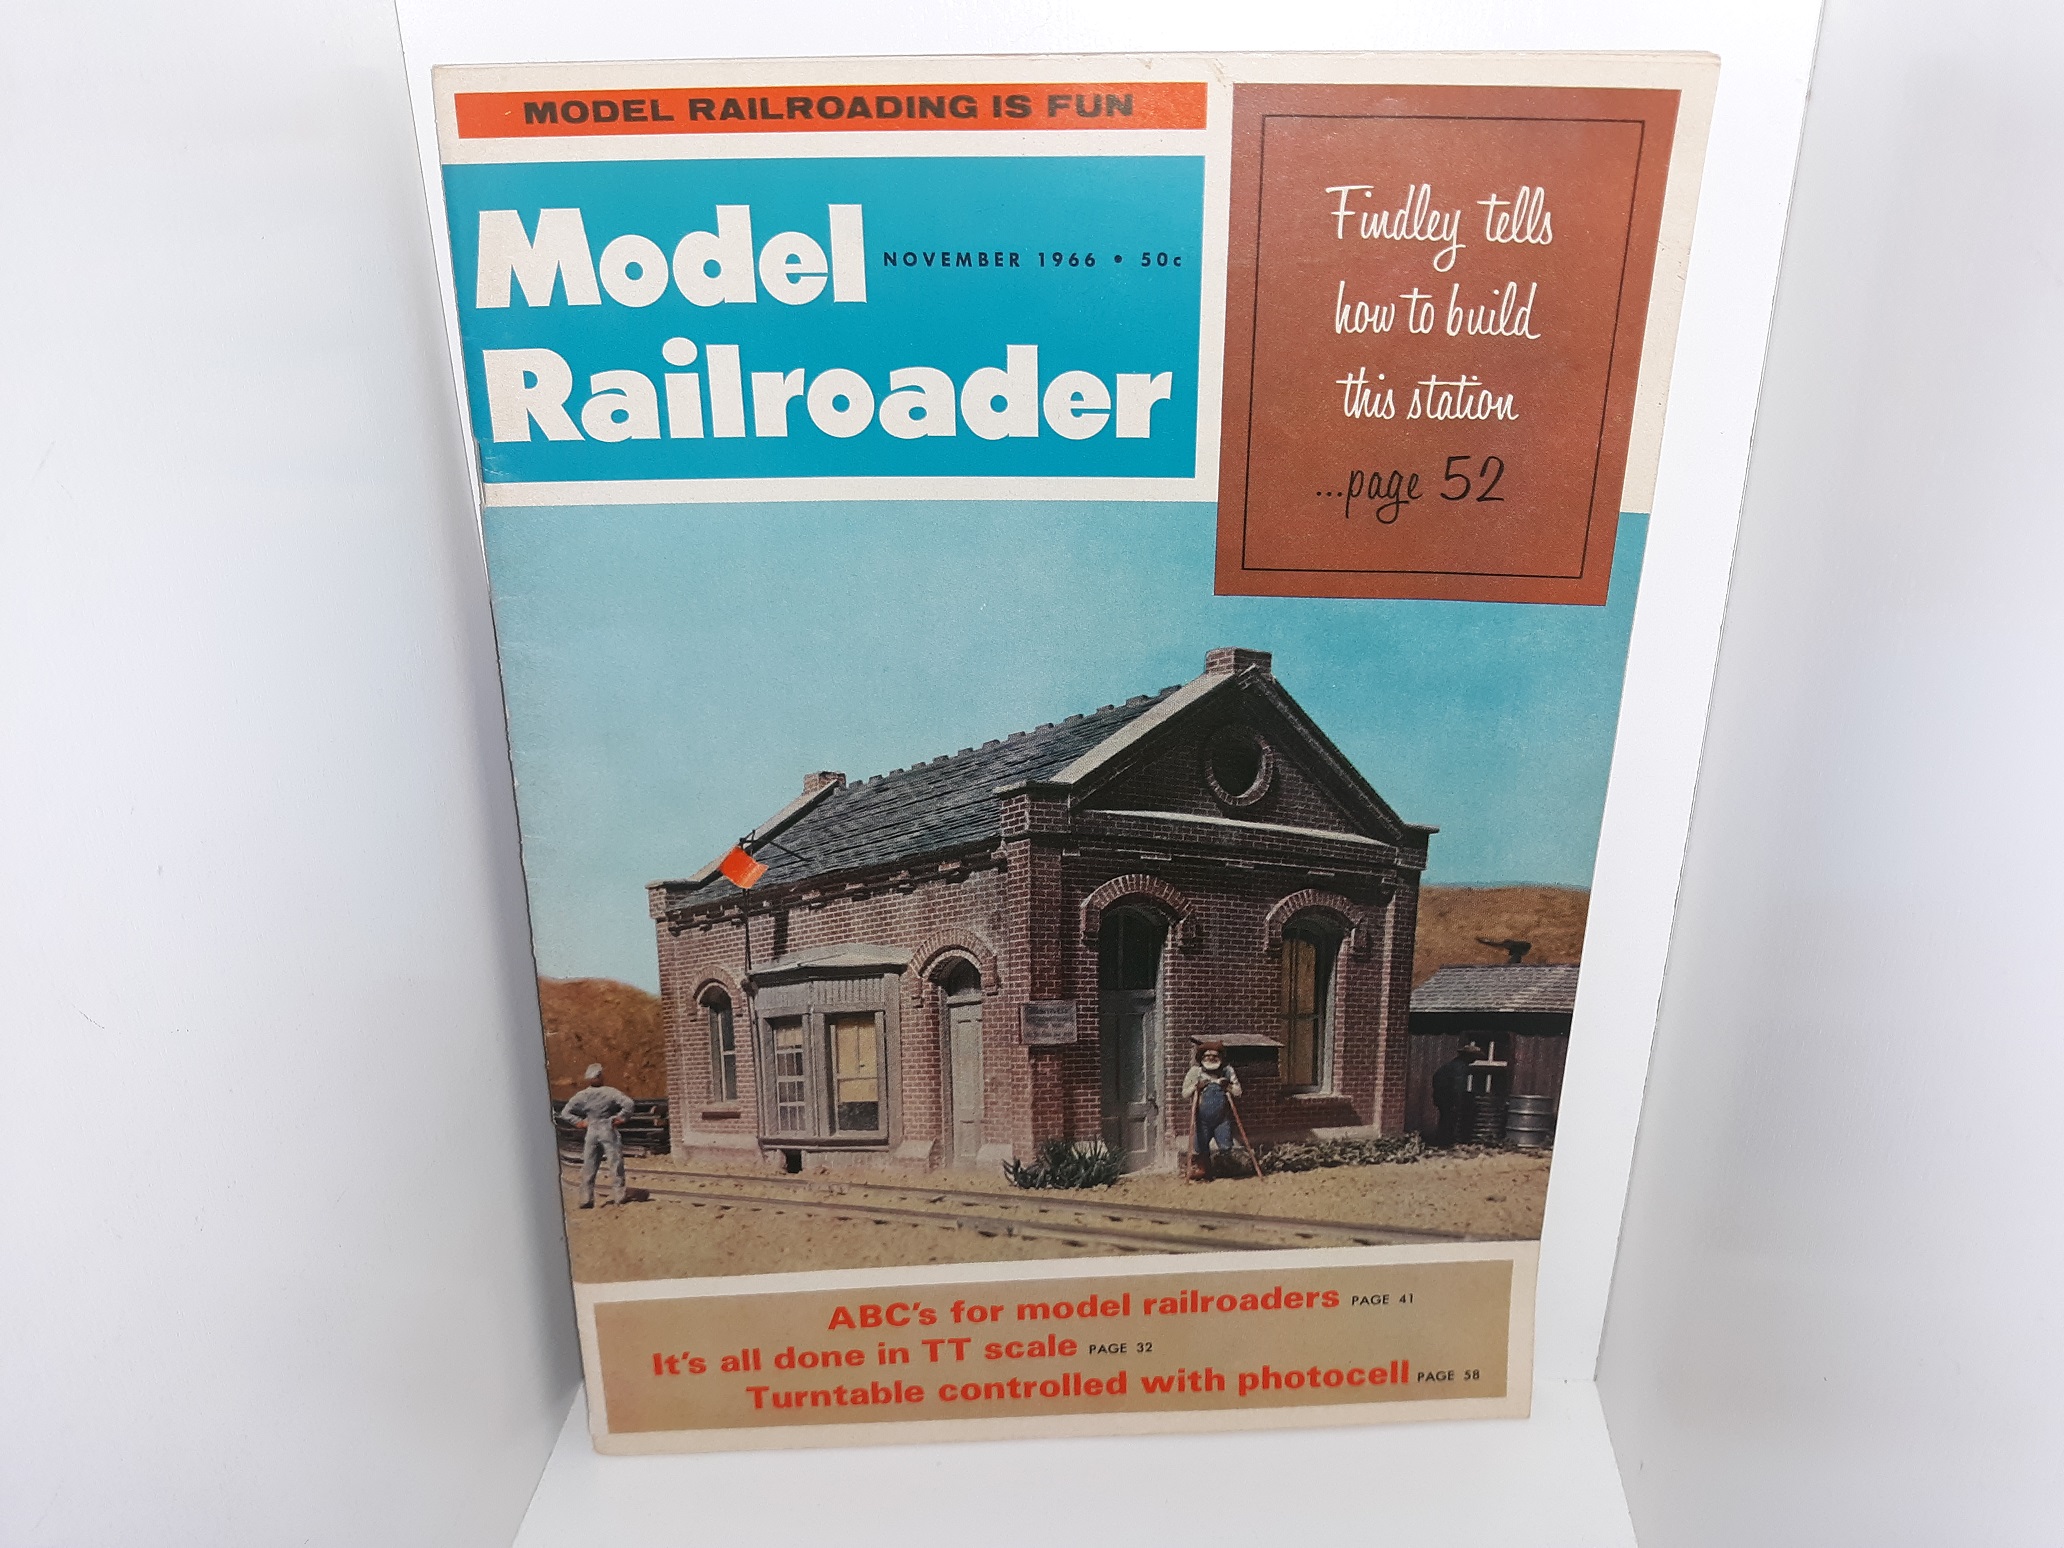 MODEL RAILROADING IS FUN
Model
NOVEMBER 1966 • 50c
Railroader
Findley tells
how to build
this station
...page 52
ABC's for model railroaders PAGE 41
It's all done in TT scale PAGE 32
Turntable controlled with photocell PAGE 58